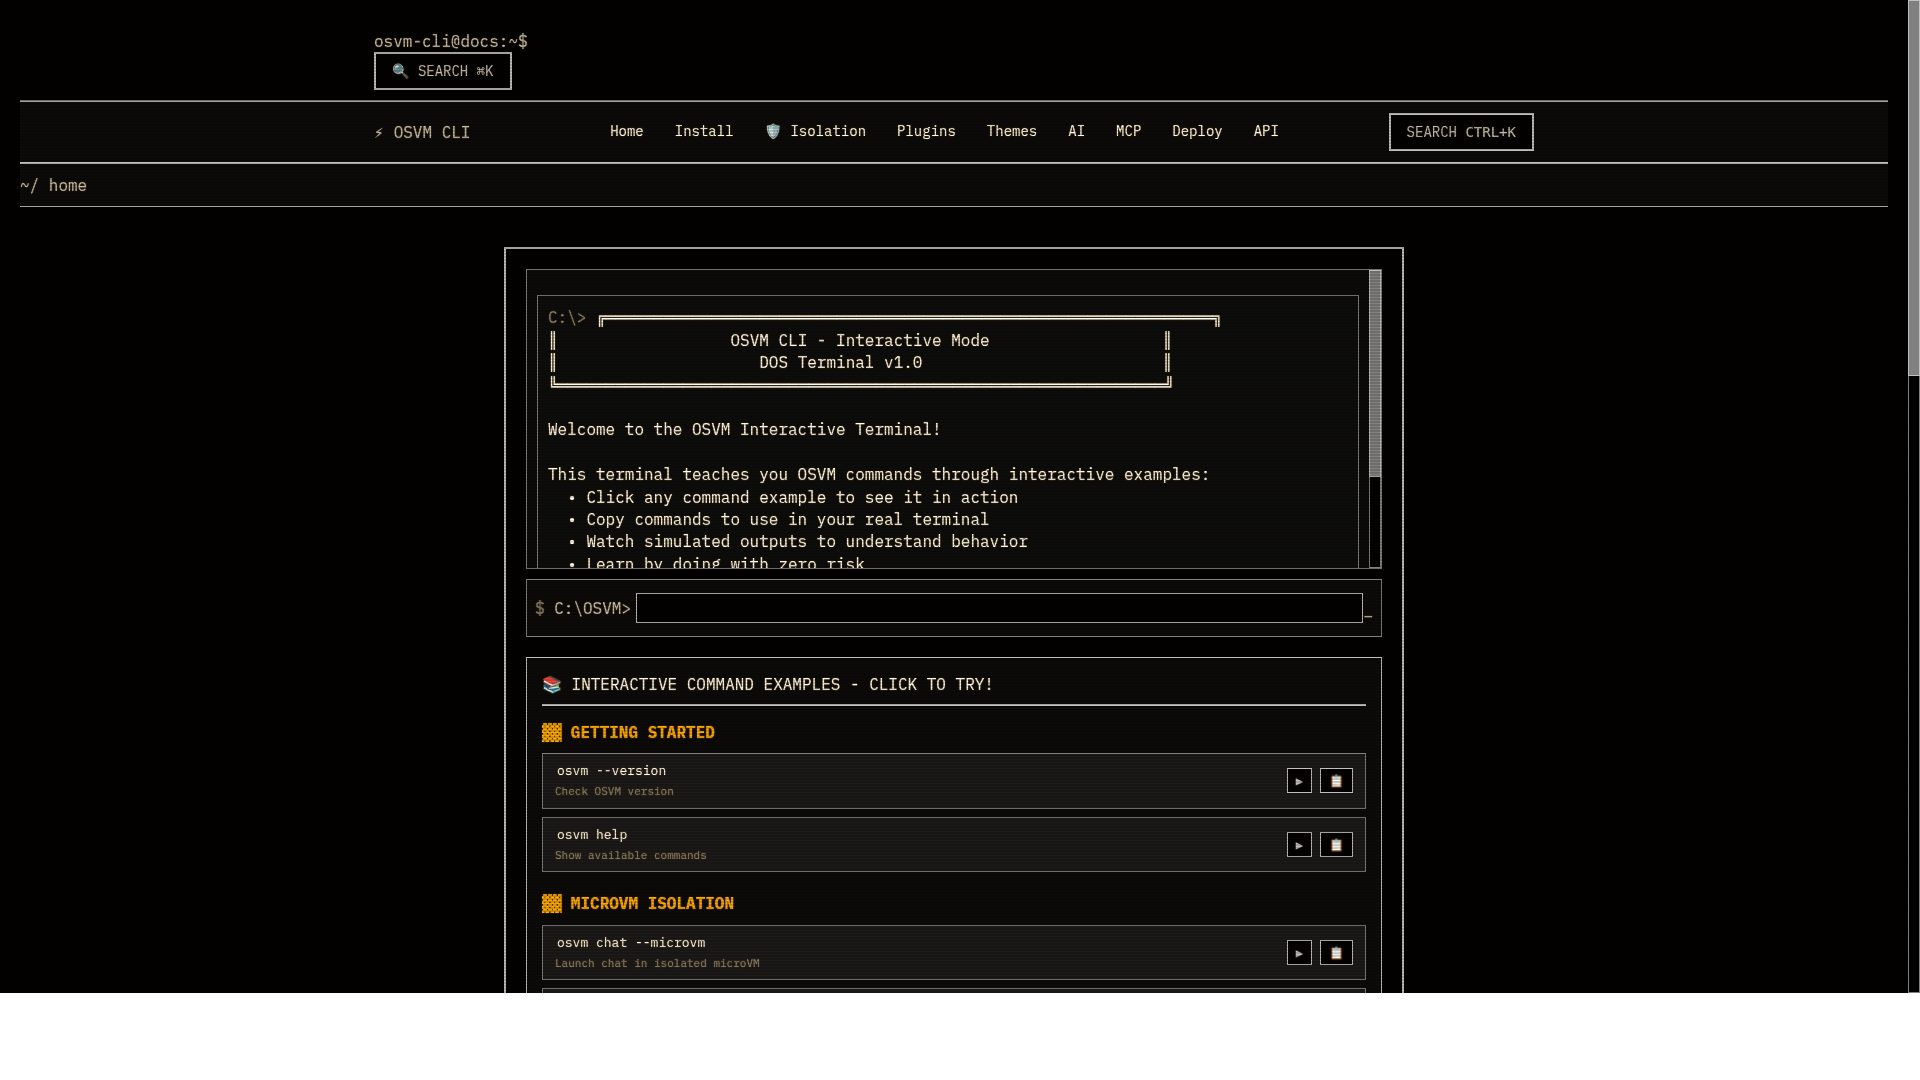 osvm-cli@docs:~$
🔍 SEARCH ⌘K
⚡ OSVM CLI
Home
Install
🛡️ Isolation
Plugins
Themes
AI
MCP
Deploy
API
SEARCH CTRL+K
~/ home
C:\>
OSVM CLI - Interactive Mode
DOS Terminal v1.0
Welcome to the OSVM Interactive Terminal!
This terminal teaches you OSVM commands through interactive examples:
• Click any command example to see it in action
• Copy commands to use in your real terminal
• Watch simulated outputs to understand behavior
• Learn by doing with zero risk
$ C:\OSVM> _
📚 INTERACTIVE COMMAND EXAMPLES - CLICK TO TRY!
▓▓ GETTING STARTED
osvm --version
Check OSVM version
osvm help
Show available commands
▓▓ MICROVM ISOLATION
osvm chat --microvm
Launch chat in isolated microVM